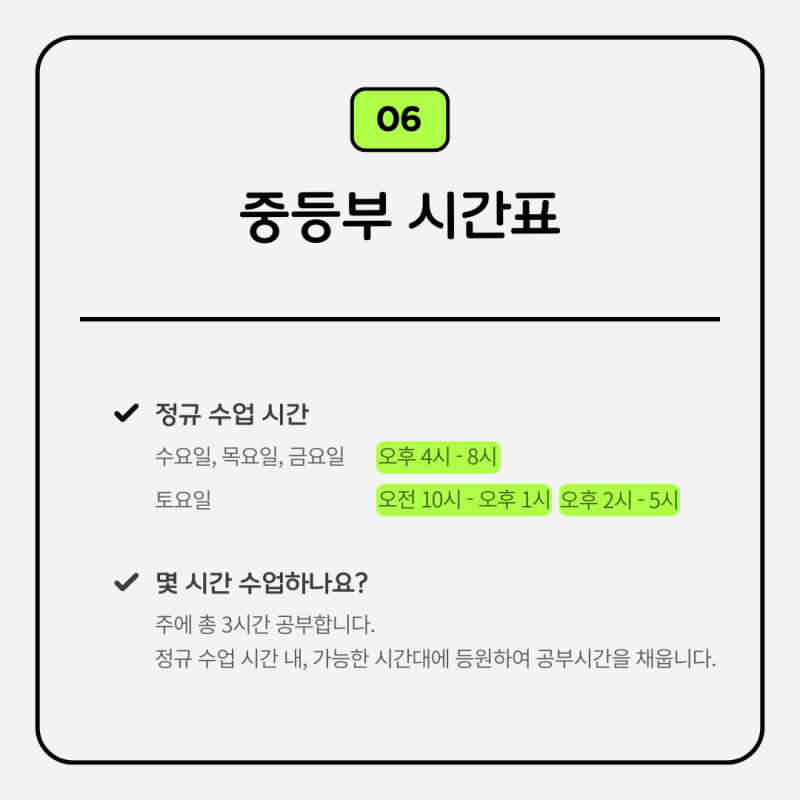 06
중등부 시간표
정규 수업 시간
수요일, 목요일, 금요일 오후 4시 - 8시
토요일 오전 10시 - 오후 1시 오후 2시 - 5시
몇 시간 수업하나요?
주에 총 3시간 공부합니다.
정규 수업 시간 내, 가능한 시간대에 등원하여 공부시간을 채웁니다.